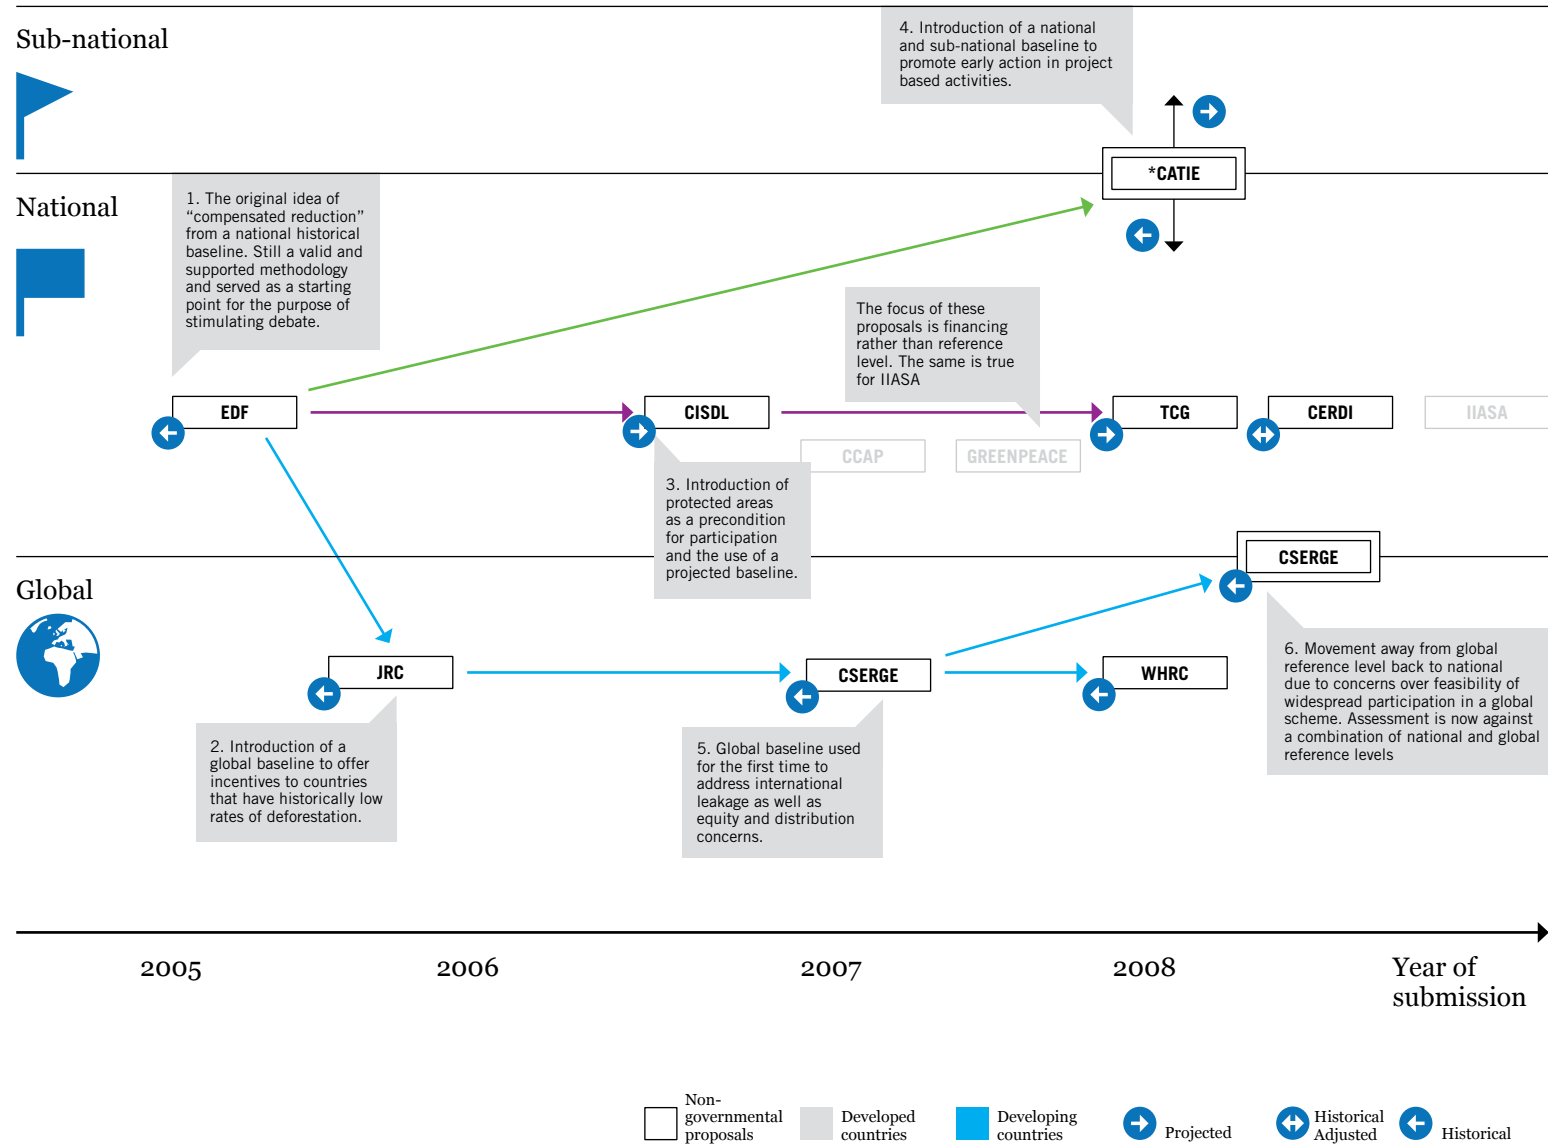 Sub-national
4. Introduction of a national
and sub-national baseline to
promote early action in project
based activities.
*CATIE
National
1. The original idea of
“compensated reduction”
from a national historical
baseline. Still a valid and
supported methodology
and served as a starting
point for the purpose of
stimulating debate.
The focus of these
proposals is financing
rather than reference
level. The same is true
for IIASA
EDF
CISDL
TCG
CERDI
IIASA
CCAP
GREENPEACE
3. Introduction of
protected areas
as a precondition
for participation
and the use of a
projected baseline.
Global
CSERGE
JRC
CSERGE
WHRC
6. Movement away from global
reference level back to national
due to concerns over feasibility of
widespread participation in a global
scheme. Assessment is now against
a combination of national and global
reference levels
2. Introduction of a
global baseline to offer
incentives to countries
that have historically low
rates of deforestation.
5. Global baseline used
for the first time to
address international
leakage as well as
equity and distribution
concerns.
2005
2006
2007
2008
Year of
submission
Non-
governmental
proposals
Developed
countries
Developing
countries
Projected
Historical
Adjusted
Historical